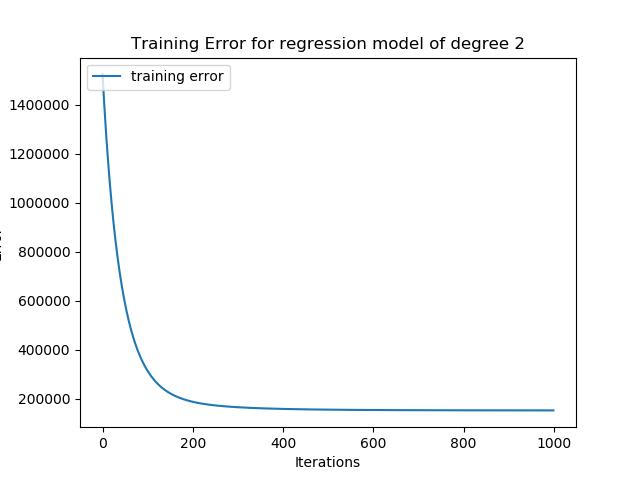 Training Error for regression model of degree 2
training error
1400000
1200000
1000000
800000
600000
400000
200000
0 200 400 600 800 1000
Iterations